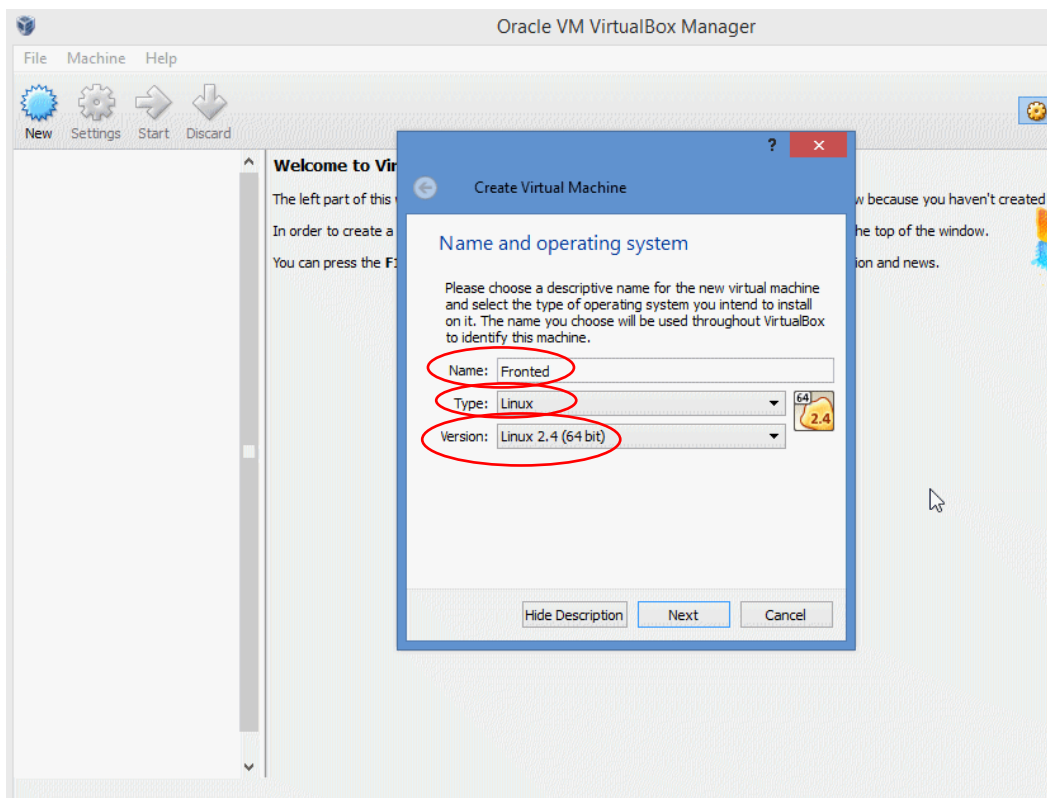 Oracle VM VirtualBox Manager
File Machine Help
New Settings Start Discard
Welcome to Vir
The left part of this
w because you haven't created
In order to create a
he top of the window.
You can press the F1
ion and news.
?
Create Virtual Machine
Name and operating system
Please choose a descriptive name for the new virtual machine
and select the type of operating system you intend to install
on it. The name you choose will be used throughout VirtualBox
to identify this machine.
Name: Fronted
Type: Linux
64
2.4
Version: Linux 2.4 (64 bit)
Hide Description Next Cancel